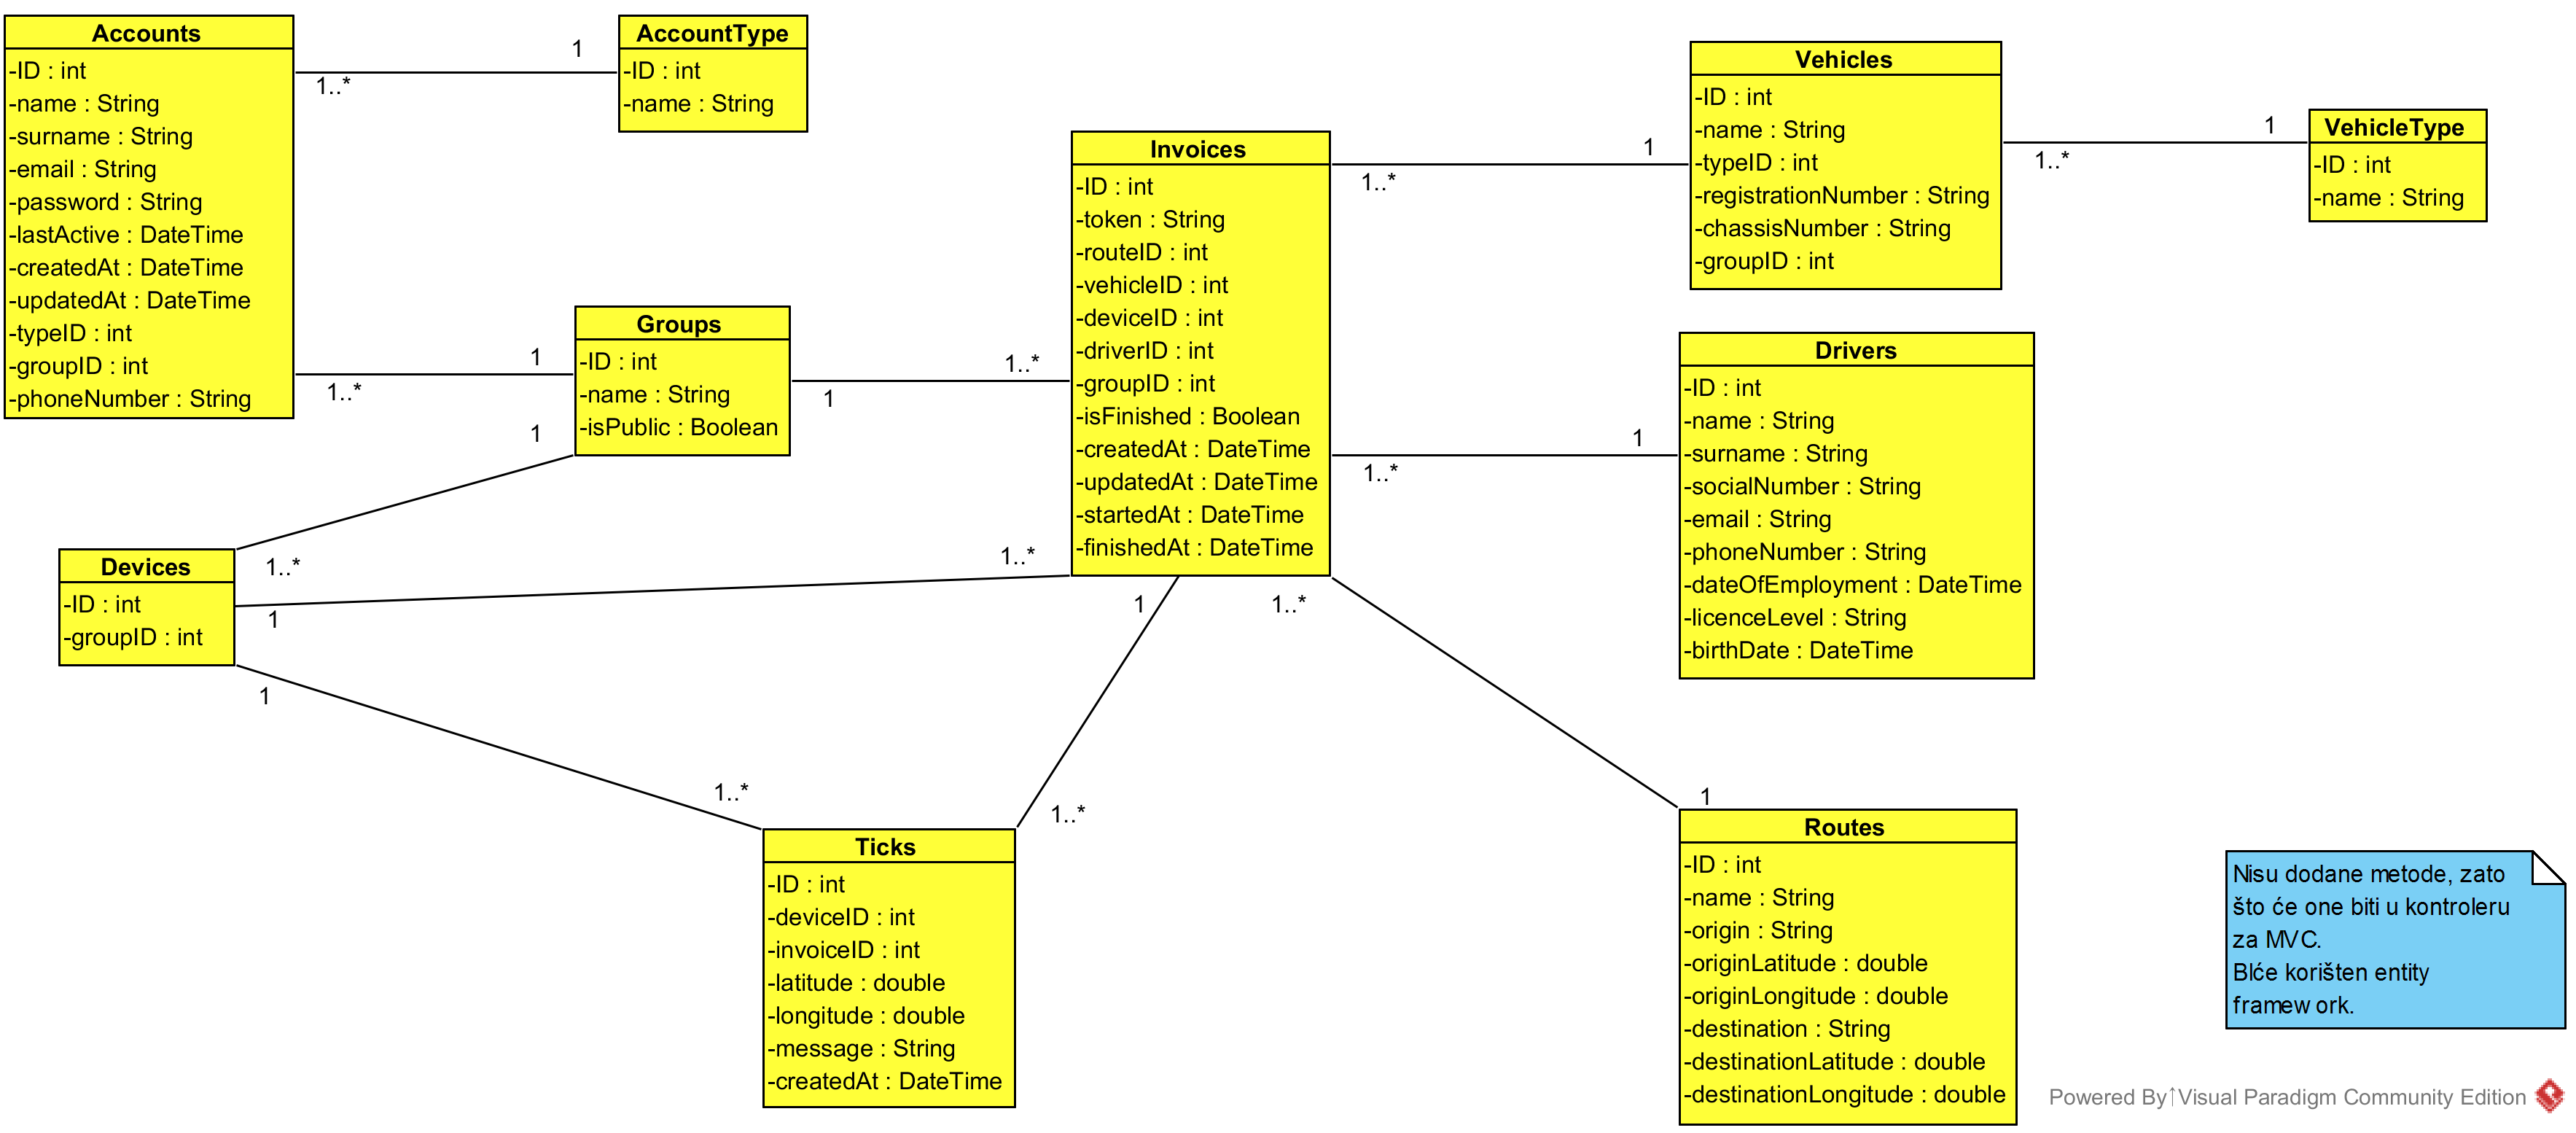 Accounts
-ID : int
-name : String
-surname : String
-email : String
-password : String
-lastActive : DateTime
-createdAt : DateTime
-updatedAt : DateTime
-typeID : int
-groupID : int
-phoneNumber : String
1
1..*
AccountType
-ID : int
-name : String
1
1..*
Groups
-ID : int
-name : String
-isPublic : Boolean
1
1..*
1
1..*
Devices
-ID : int
-groupID : int
1
1..*
1
1..*
Invoices
-ID : int
-token : String
-routeID : int
-vehicleID : int
-deviceID : int
-driverID : int
-groupID : int
-isFinished : Boolean
-createdAt : DateTime
-updatedAt : DateTime
-startedAt : DateTime
-finishedAt : DateTime
1
1..*
Ticks
-ID : int
-deviceID : int
-invoiceID : int
-latitude : double
-longitude : double
-message : String
-createdAt : DateTime
1
1..*
Vehicles
-ID : int
-name : String
-typeID : int
-registrationNumber : String
-chassisNumber : String
-groupID : int
1
1..*
VehicleType
-ID : int
-name : String
1
1..*
Drivers
-ID : int
-name : String
-surname : String
-socialNumber : String
-email : String
-phoneNumber : String
-dateOfEmployment : DateTime
-licenceLevel : String
-birthDate : DateTime
1..*
1
Routes
-ID : int
-name : String
-origin : String
-originLatitude : double
-originLongitude : double
-destination : String
-destinationLatitude : double
-destinationLongitude : double
Nisu dodane metode, zato
što će one biti u kontroleru
za MVC.
BIće korišten entity
framew ork.
Powered By↑Visual Paradigm Community Edition